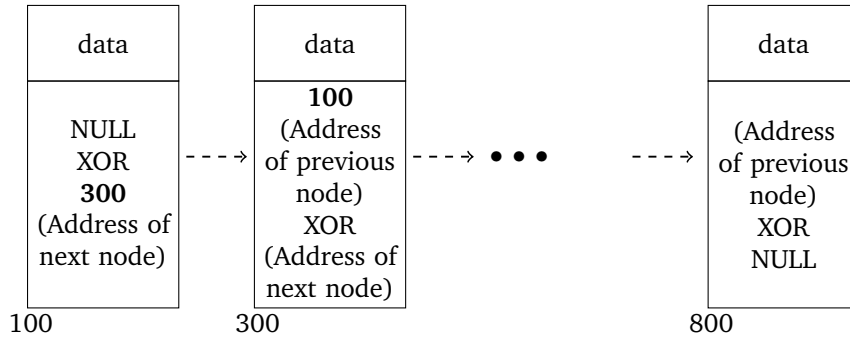 data
NULL
XOR
300
(Address of
next node)
100
data
100
(Address
of previous
node)
XOR
(Address of
next node)
300
data
(Address
of previous
node)
XOR
NULL
800